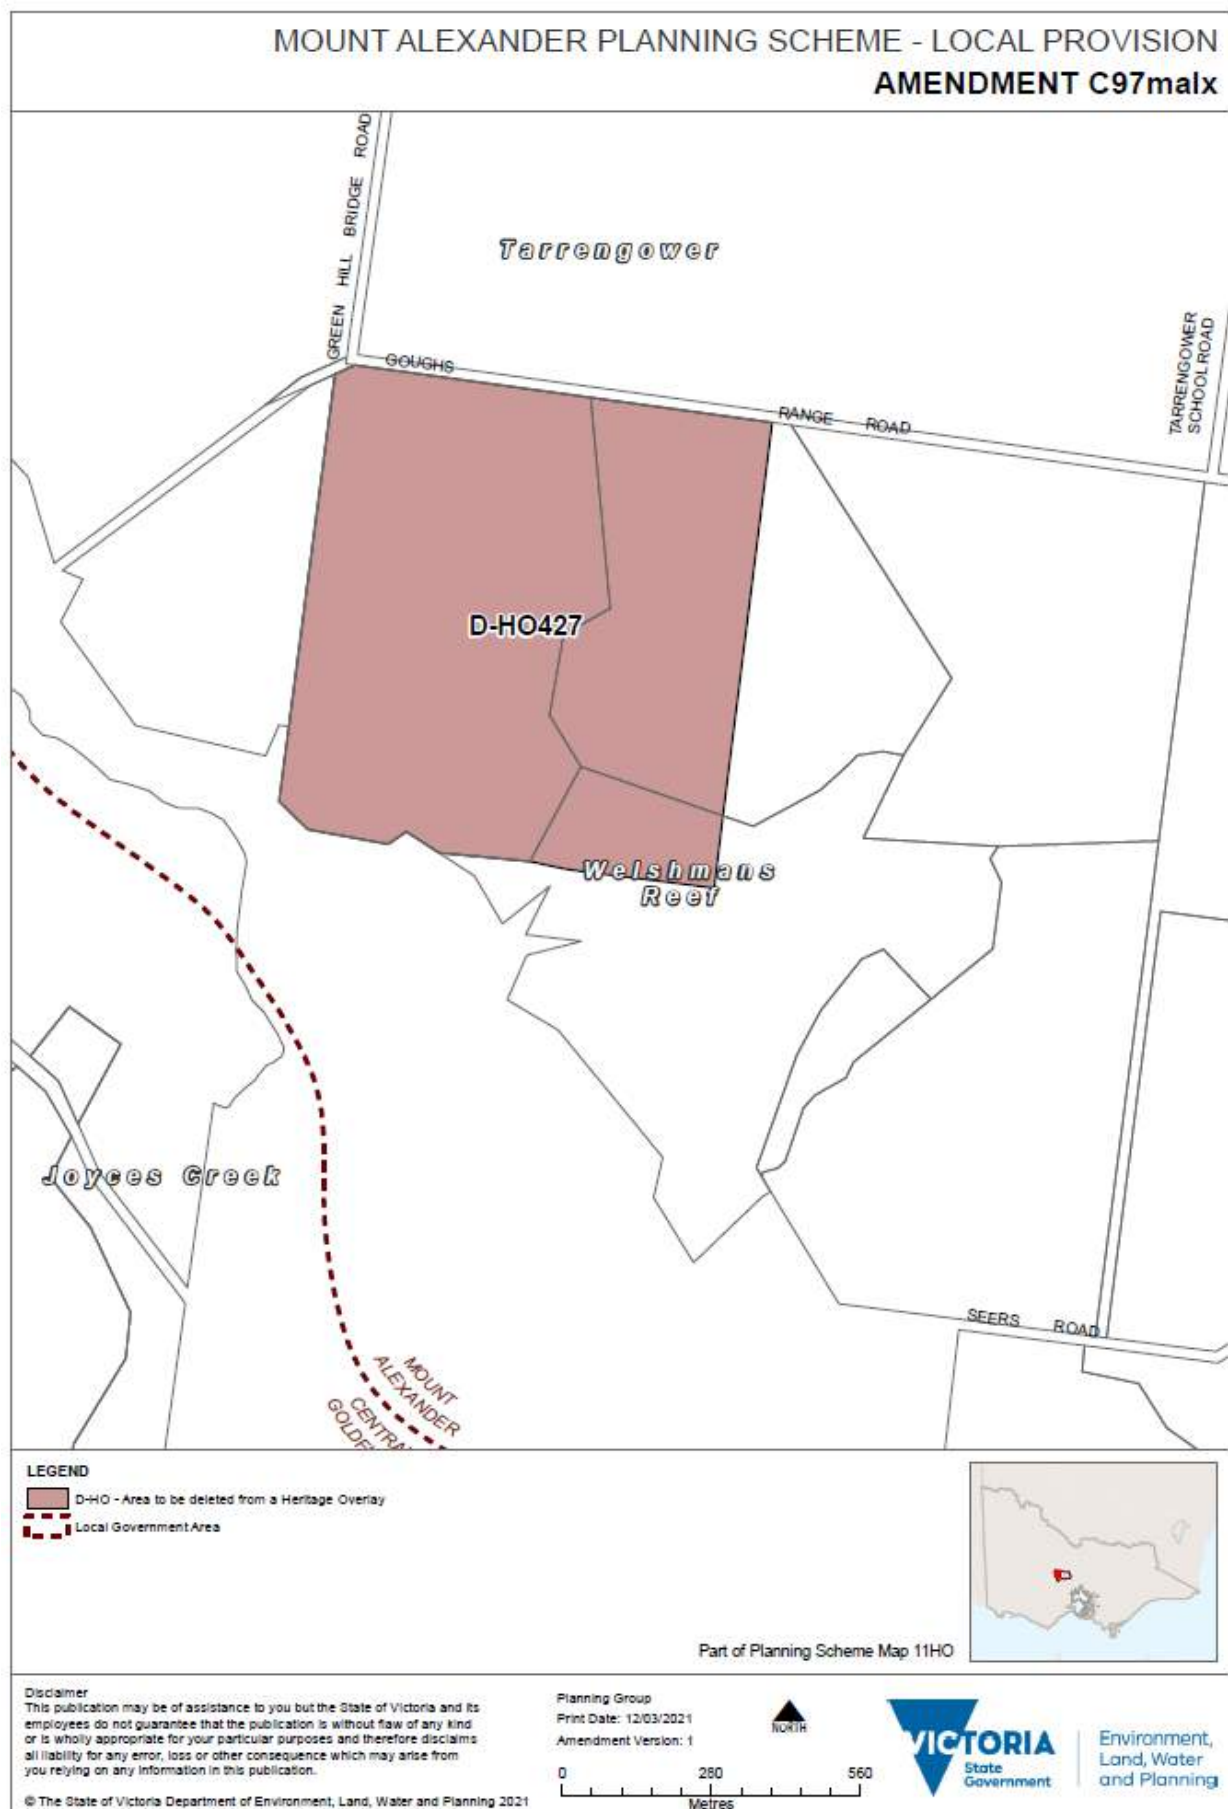 MOUNT ALEXANDER PLANNING SCHEME - LOCAL PROVISION
AMENDMENT C97malx
GREEN HILL BRIDGE ROAD
Tarrengower
GOUGHS RANGE ROAD
TARRENGOWER
SCHOOL ROAD
D-HO427
Welshmans
Reef
Joyces Creek
SEERS ROAD
MOUNT
ALEXANDER
CENTRA
GOLDE
LEGEND
D-HO - Area to be deleted from a Heritage Overlay
Local Government Area
Part of Planning Scheme Map 11HO
Disclaimer
This publication may be of assistance to you but the State of Victoria and its
employees do not guarantee that the publication is without flaw of any kind
or is wholly appropriate for your particular purposes and therefore disclaims
all liability for any error, loss or other consequence which may arise from
you relying on any information in this publication.
© The State of Victoria Department of Environment, Land, Water and Planning 2021
Planning Group
Print Date: 12/03/2021
Amendment Version: 1
NORTH
0 280 560
Metres
VICTORIA
State
Government
Environment,
Land, Water
and Planning